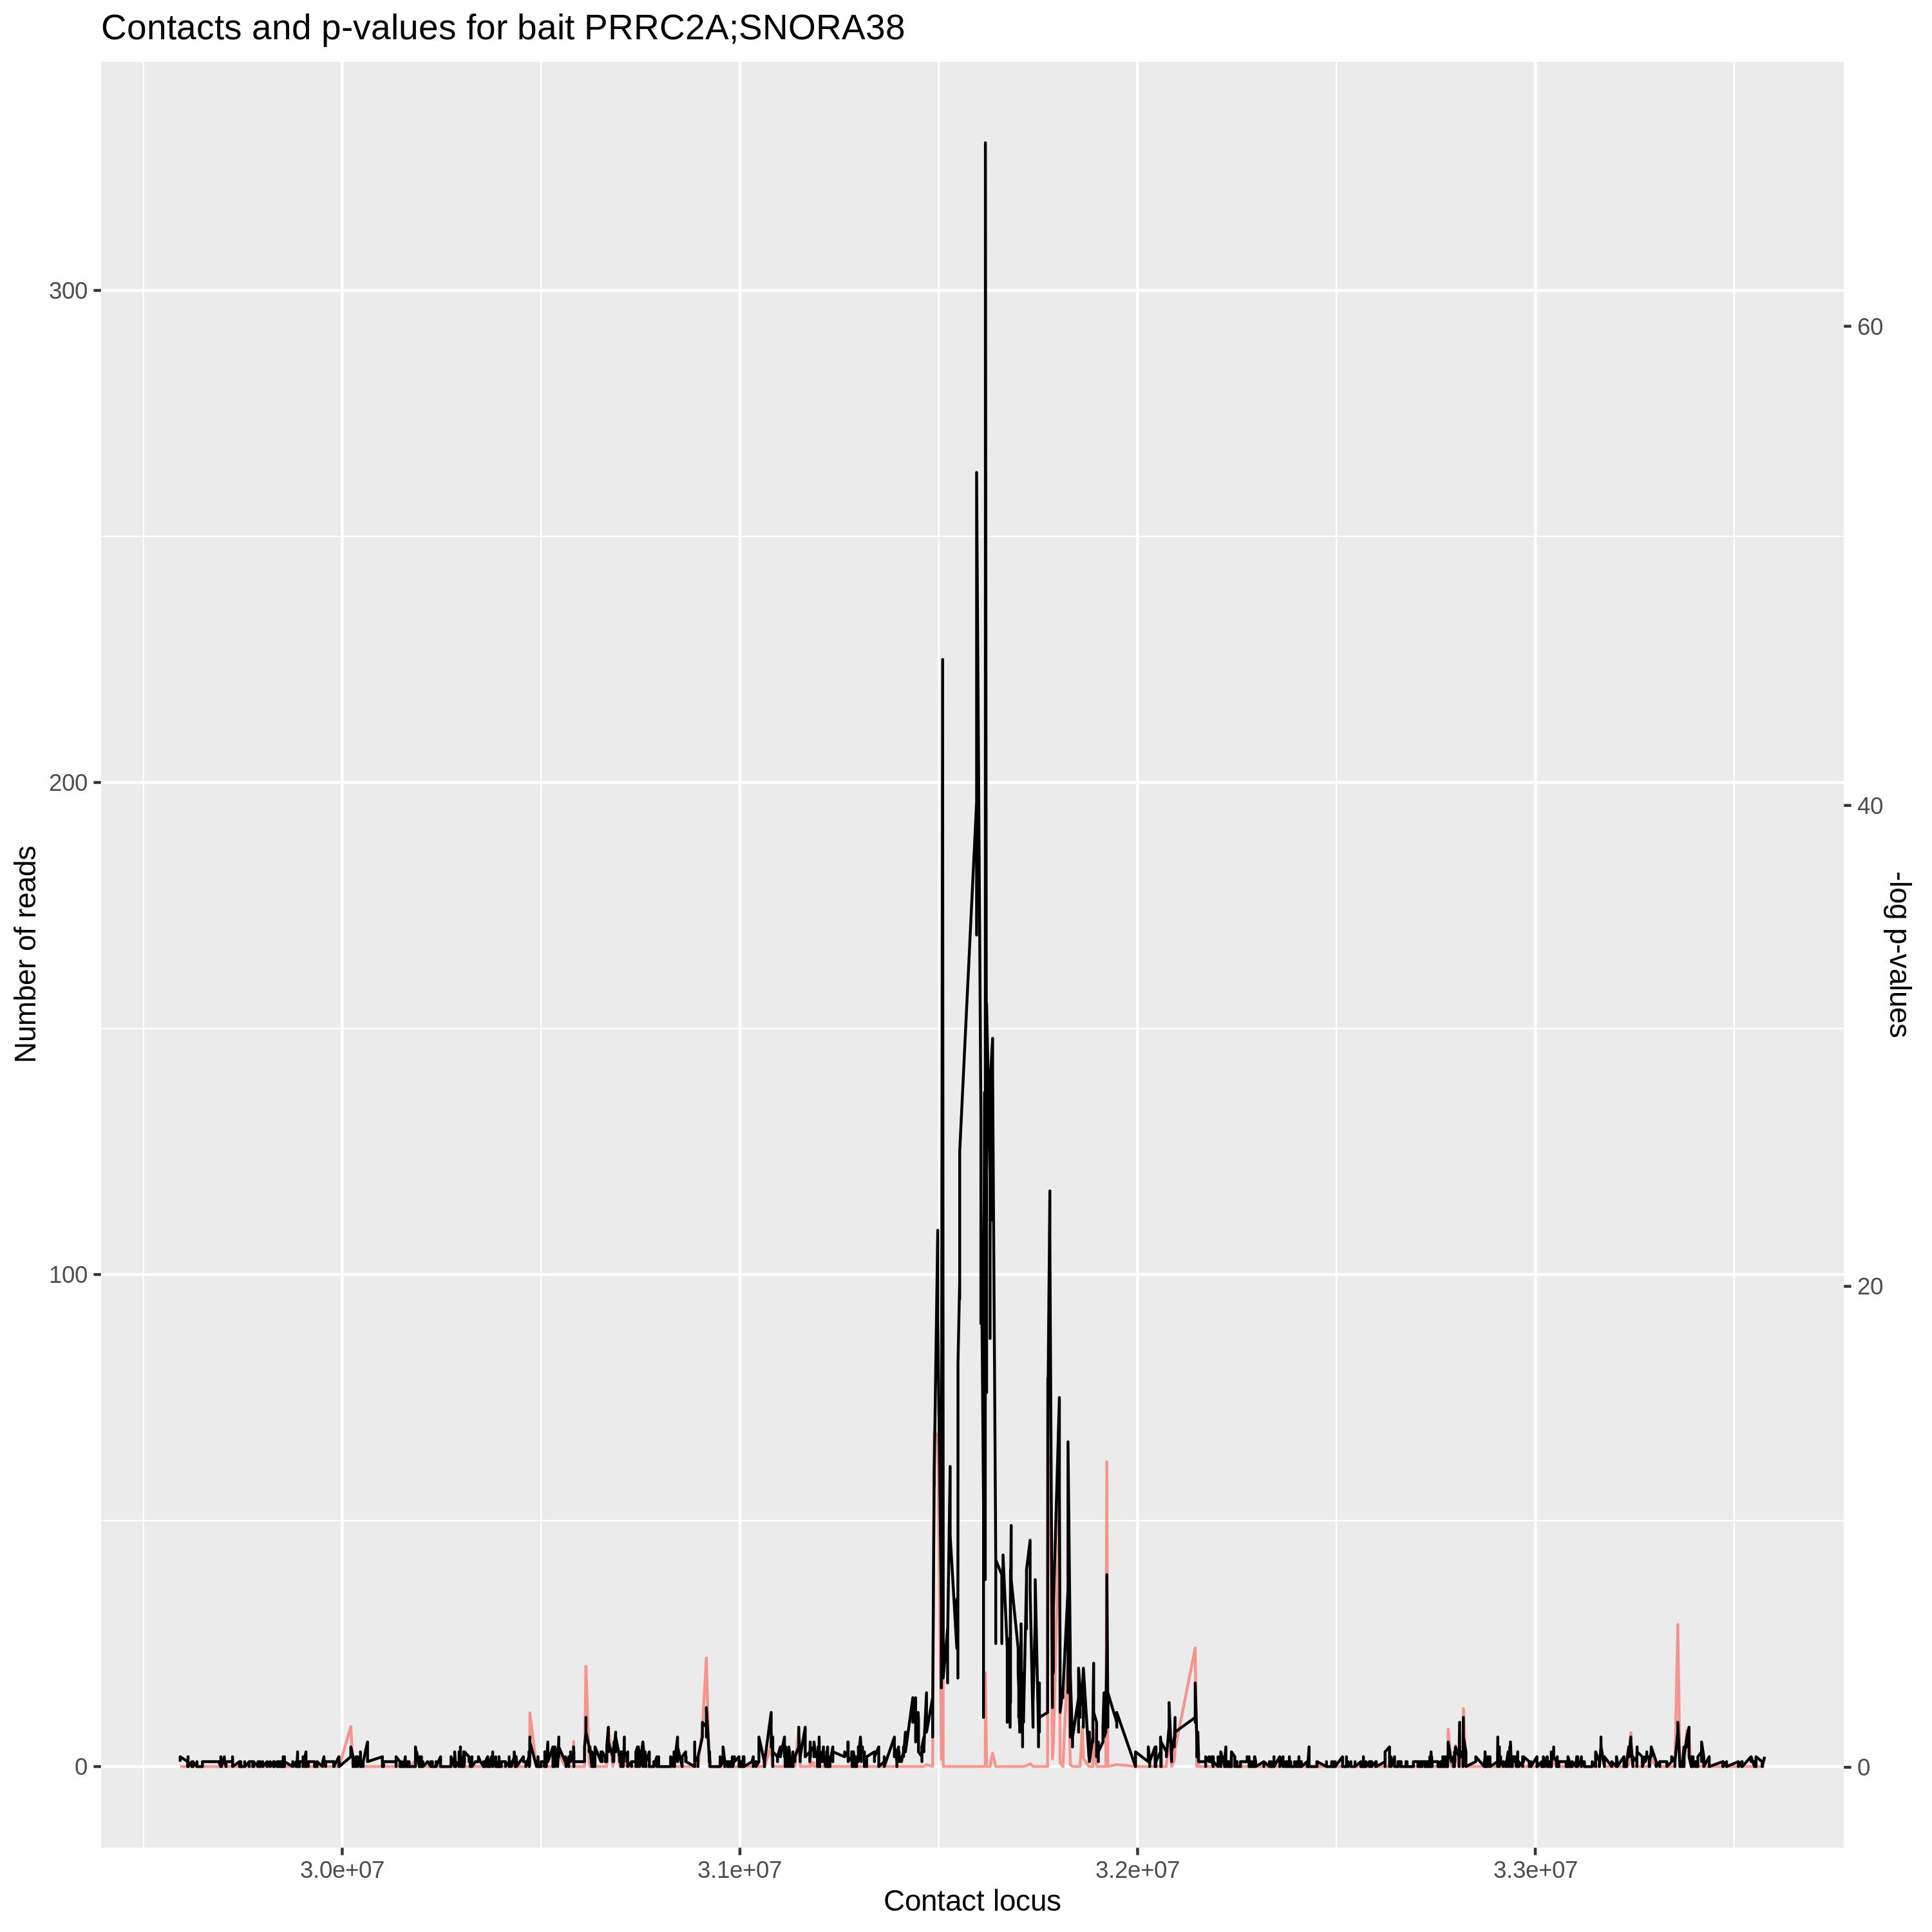 Contacts and p-values for bait PRRC2A;SNORA38
Number of reads
300
200
100
0
60
40
20
0
-log p-values
3.0e+07
3.1e+07
3.2e+07
3.3e+07
Contact locus